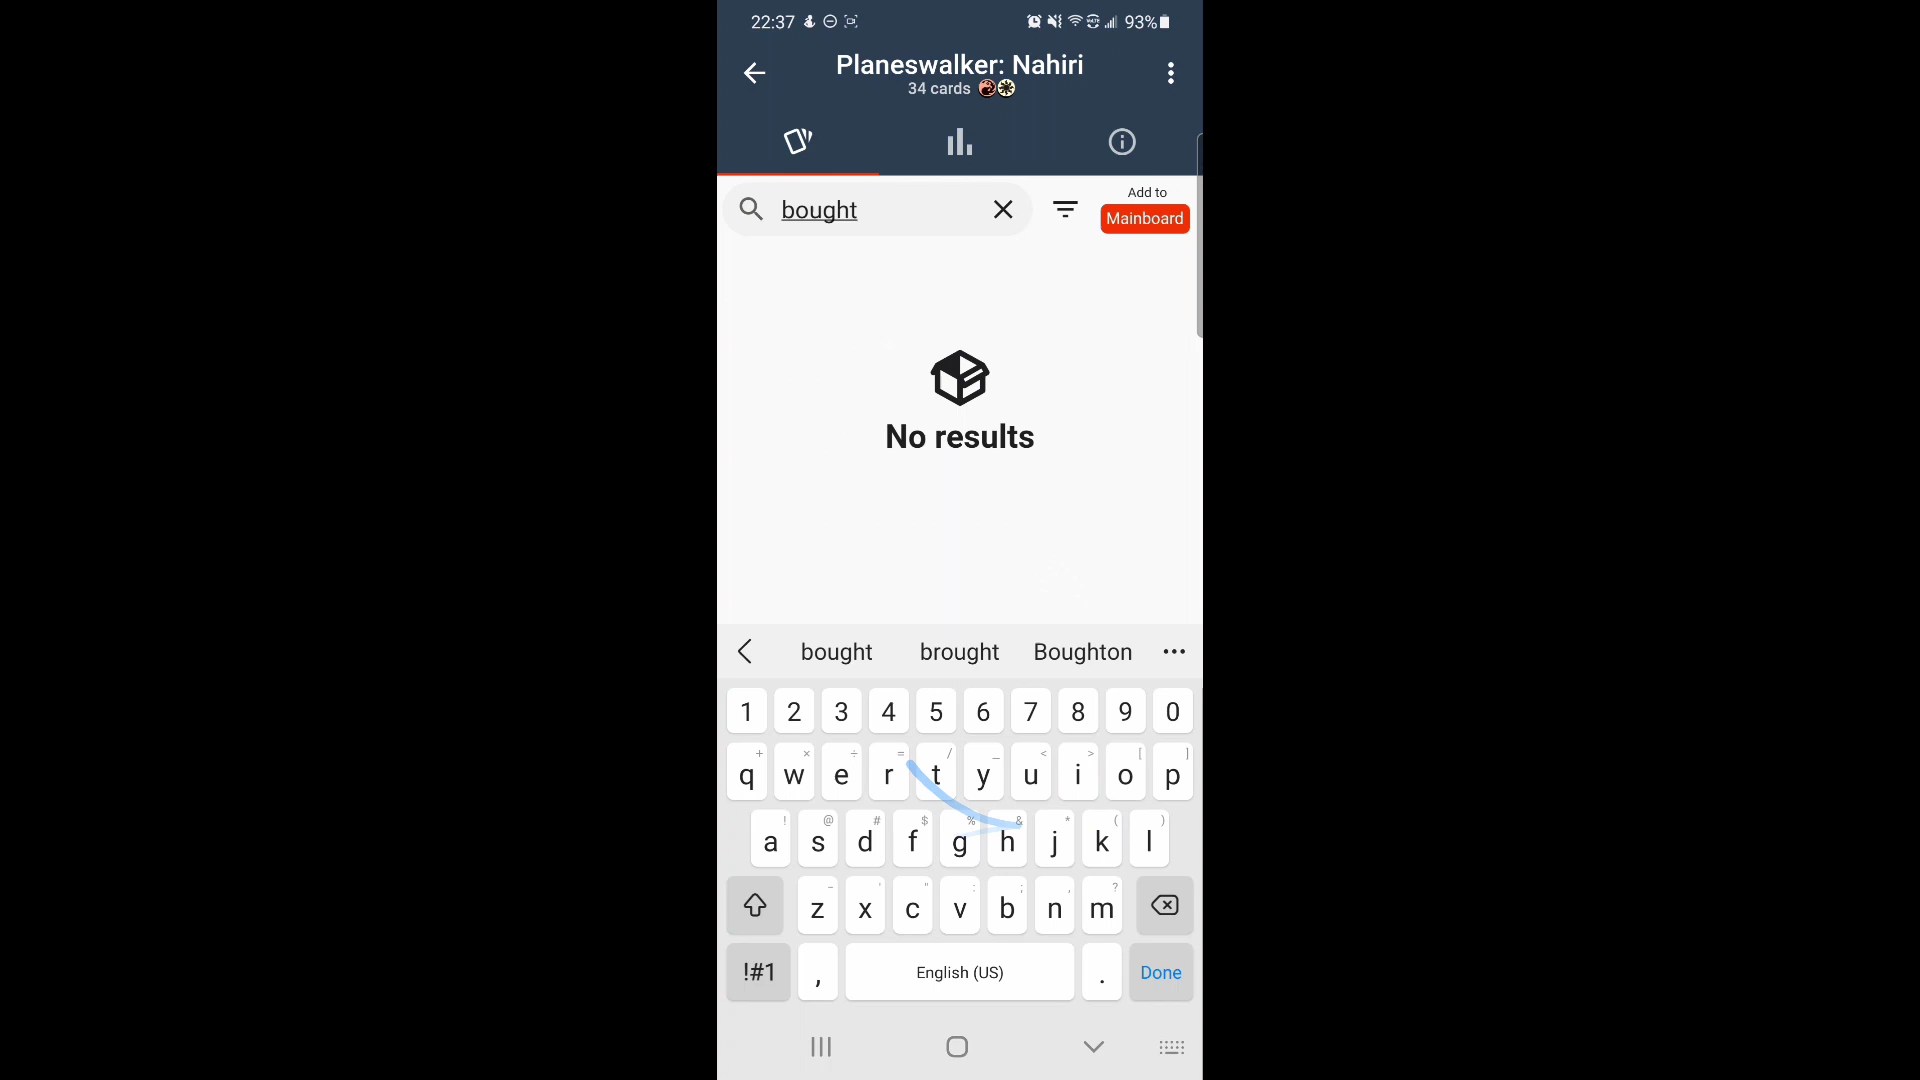 22:37
93%
Planeswalker: Nahiri
34 cards
bought
Add to
Mainboard
No results
bought brought Boughton
1 2 3 4 5 6 7 8 9 0
+ × ÷ = / _ < > [ ]
q w e r t y u i o p
! @ # $ % & * ( )
a s d f g h j k l
- ' " : ; , ?
z x c v b n m
!#1 , English (US) . Done